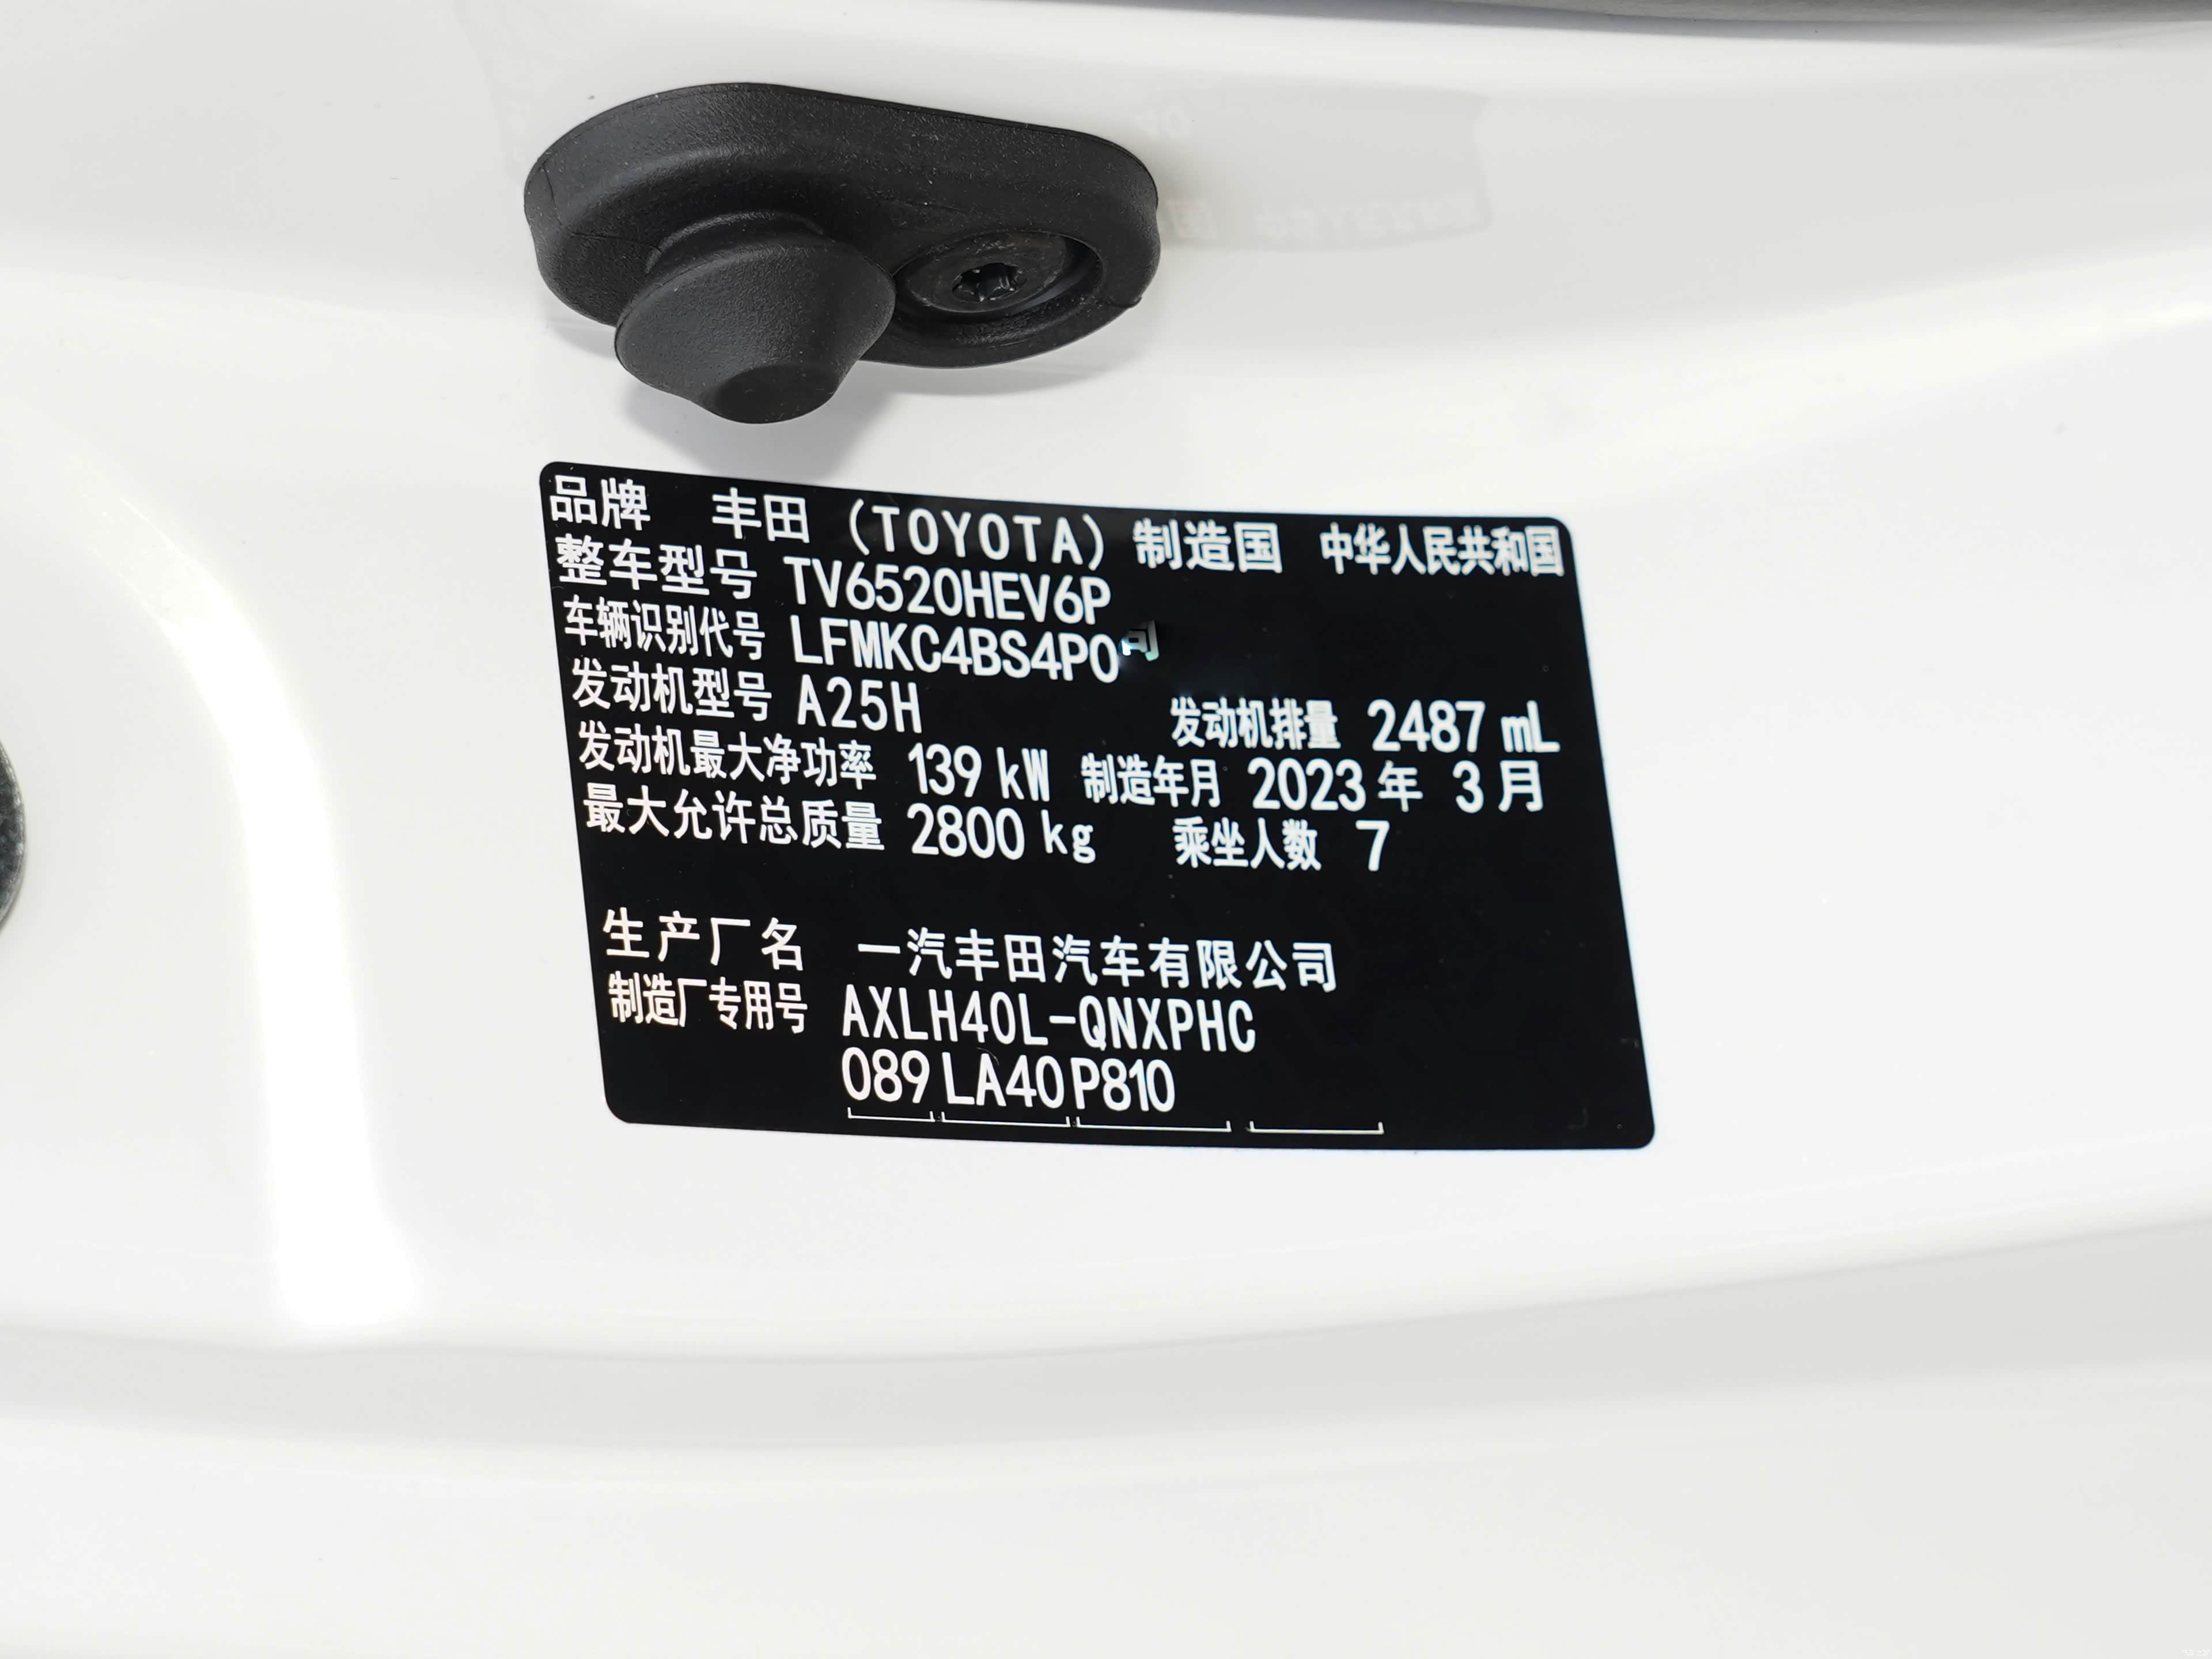 品牌 丰田 (TOYOTA) 制造国 中华人民共和国
整车型号 TV6520HEV6P
车辆识别代号 LFMKC4BS4P0
发动机型号 A25H 发动机排量 2487 mL
发动机最大净功率 139 kW 制造年月 2023 年 3 月
最大允许总质量 2800 kg 乘坐人数 7
生产厂名 一汽丰田汽车有限公司
制造厂专用号 AXLH40L-QNXPHC
089 LA40 P810